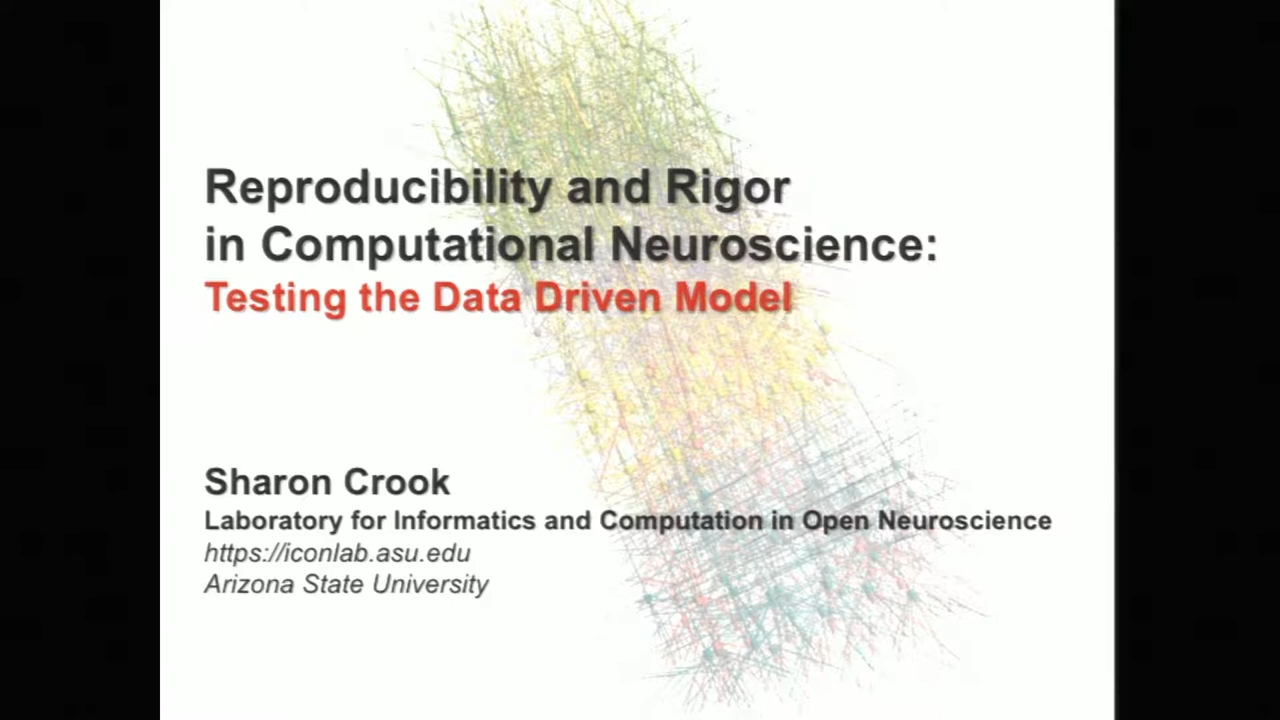 Reproducibility and Rigor
in Computational Neuroscience:
Testing the Data Driven Model
Sharon Crook
Laboratory for Informatics and Computation in Open Neuroscience
https://iconlab.asu.edu
Arizona State University